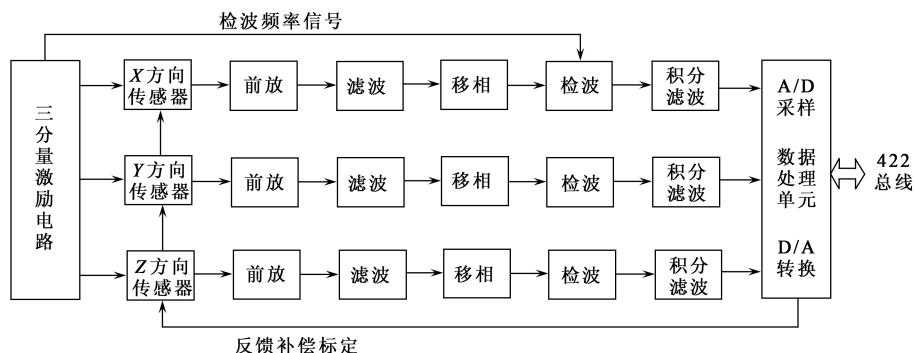 检波频率信号
三分量激励电路
X方向
传感器
前放
滤波
移相
检波
积分
滤波
Y方向
传感器
前放
滤波
移相
检波
积分
滤波
Z方向
传感器
前放
滤波
移相
检波
积分
滤波
A/D
采样
数据
处理
单元
D/A
转换
422
总线
反馈补偿标定